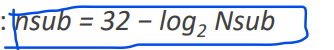 : nsub = 32 – log₂ Nsub